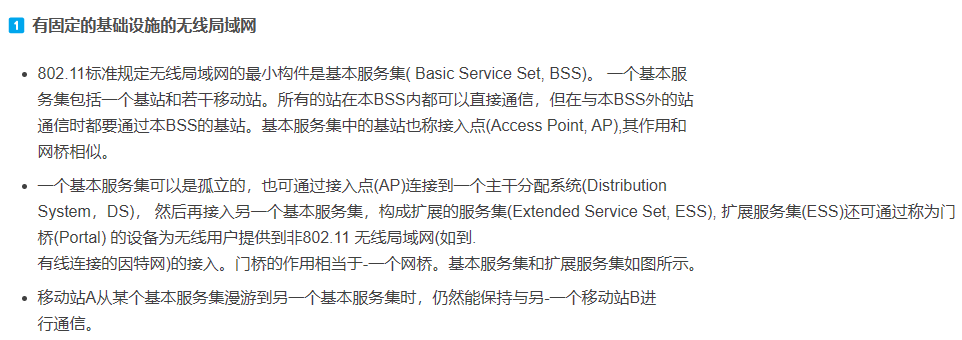 1 有固定的基础设施的无线局域网
802.11标准规定无线局域网的最小构件是基本服务集( Basic Service Set, BSS)。 一个基本服
务集包括一个基站和若干移动站。所有的站在本BSS内都可以直接通信，但在与本BSS外的站
通信时都要通过本BSS的基站。基本服务集中的基站也称接入点(Access Point, AP),其作用和
网桥相似。
一个基本服务集可以是孤立的，也可通过接入点(AP)连接到一个主干分配系统(Distribution
System，DS)， 然后再接入另一个基本服务集，构成扩展的服务集(Extended Service Set, ESS), 扩展服务集(ESS)还可通过称为门
桥(Portal) 的设备为无线用户提供到非802.11 无线局域网(如到.
有线连接的因特网)的接入。门桥的作用相当于-一个网桥。基本服务集和扩展服务集如图所示。
移动站A从某个基本服务集漫游到另一个基本服务集时，仍然能保持与另-一个移动站B进
行通信。